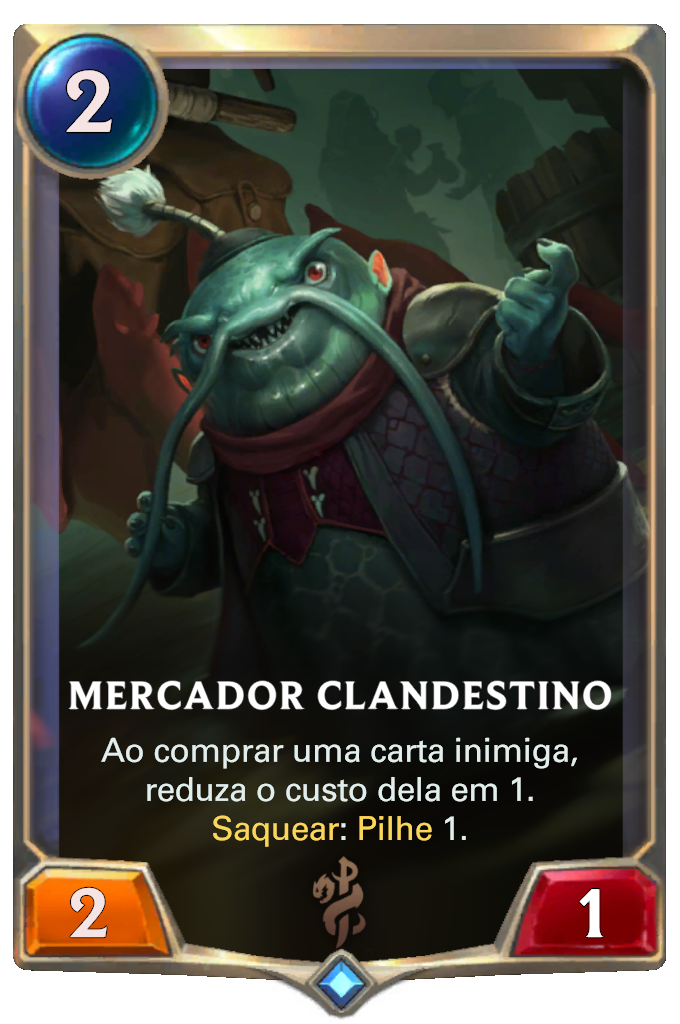 2
MERCADOR CLANDESTINO
Ao comprar uma carta inimiga,
reduza o custo dela em 1.
Saquear: Pilhe 1.
2
1